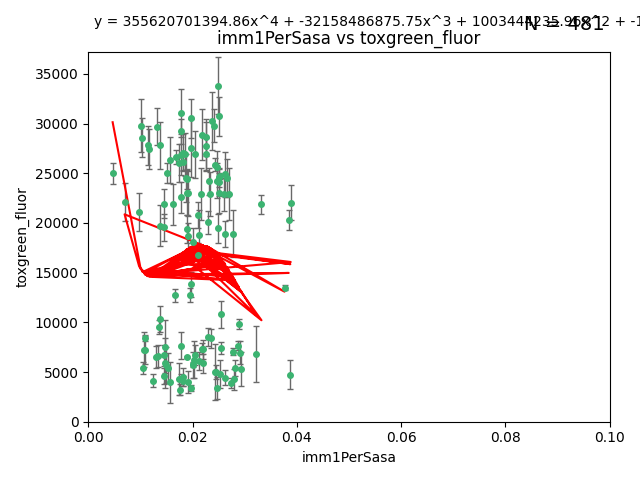 y = 355620701394.86x^4 + -32158486875.75x^3 + 1003444235.96x^2 + -1
N = 481
imm1PerSasa vs toxgreen_fluor
35000
30000
25000
20000
15000
10000
5000
0
toxgreen_fluor
0.00 0.02 0.04 0.06 0.08 0.10
imm1PerSasa